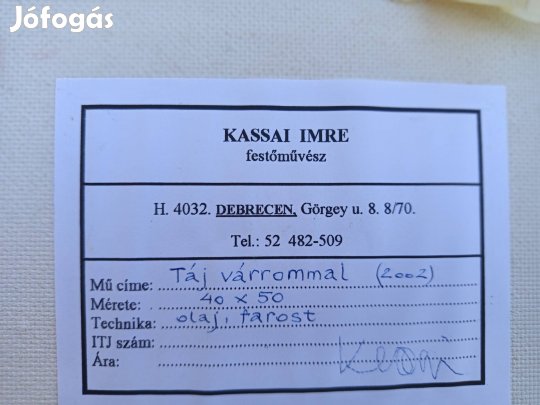 Jófogás
KASSAI IMRE
festőművész
H. 4032. DEBRECEN, Görgey u. 8. 8/70.
Tel.: 52 482-509
Mű címe: Táj várrommal (2002)
Mérete: 40 x 50
Technika: olaj, farost
ITJ szám:
Ára: